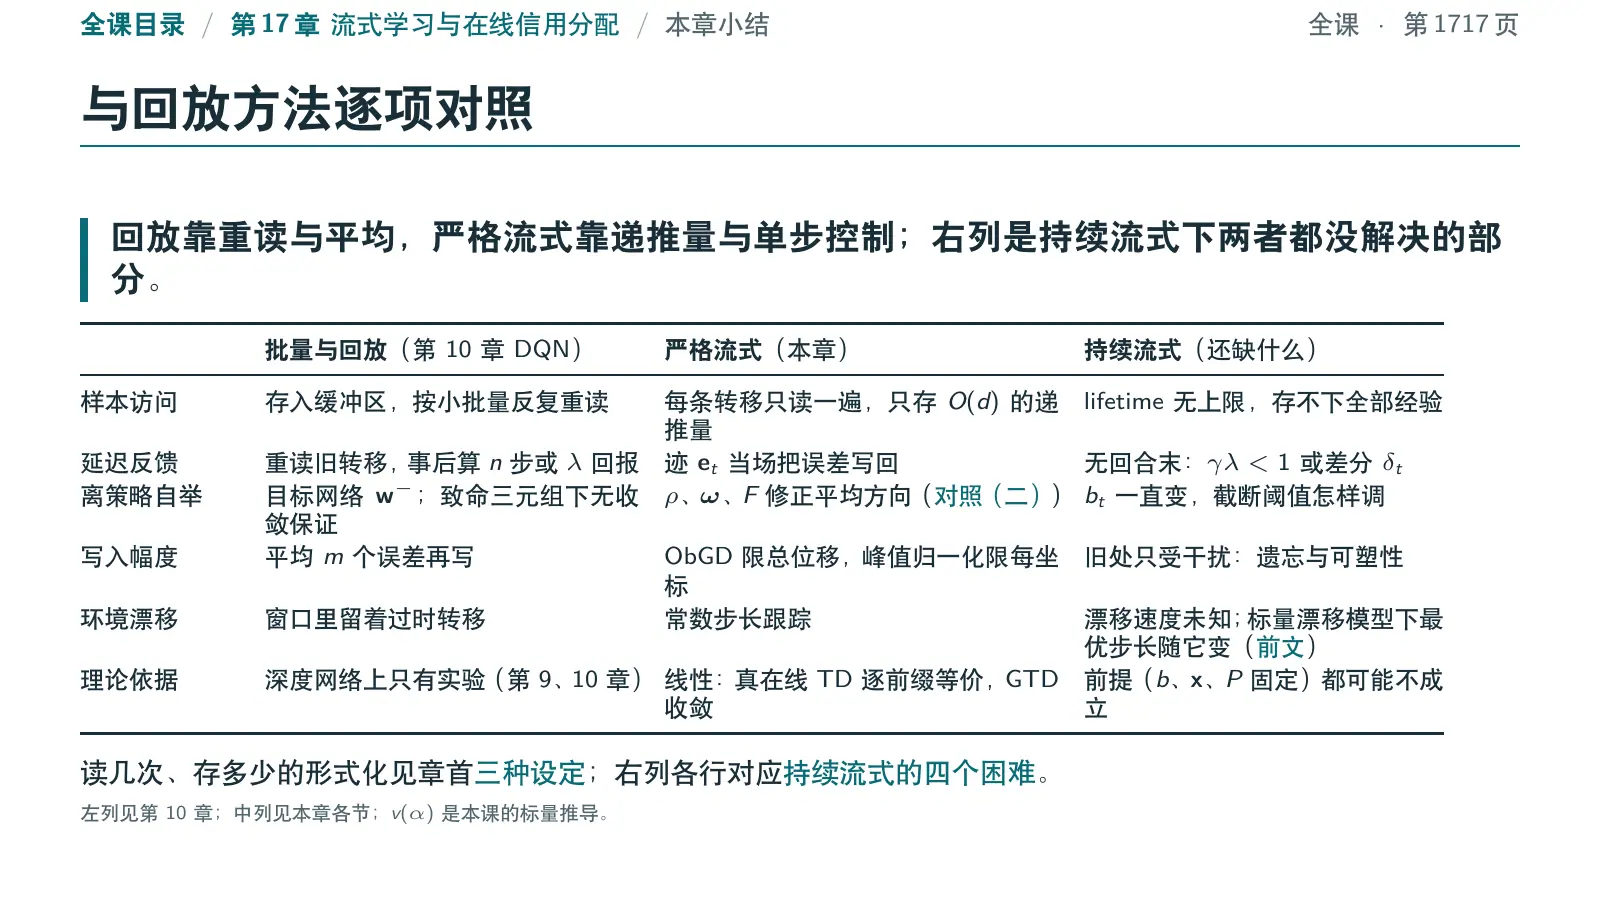 全课目录 / 第 17 章 流式学习与在线信用分配 / 本章小结
全课 · 第 1717 页
与回放方法逐项对照
回放靠重读与平均，严格流式靠递推量与单步控制；右列是持续流式下两者都没解决的部
分。
批量与回放（第 10 章 DQN） 严格流式（本章） 持续流式（还缺什么）
样本访问 存入缓冲区，按小批量反复重读 每条转移只读一遍，只存 O(d) 的递 lifetime 无上限，存不下全部经验
推量
延迟反馈 重读旧转移，事后算 n 步或 λ 回报 迹 e_t 当场把误差写回 无回合末：γλ < 1 或差分 δ_t
离策略自举 目标网络 w⁻；致命三元组下无收 ρ、ω、F 修正平均方向（对照（二）） b_t 一直变，截断阈值怎样调
敛保证
写入幅度 平均 m 个误差再写 ObGD 限总位移，峰值归一化限每坐 旧处只受干扰：遗忘与可塑性
标
环境漂移 窗口里留着过时转移 常数步长跟踪 漂移速度未知；标量漂移模型下最
优步长随它变（前文）
理论依据 深度网络上只有实验（第 9、10 章） 线性：真在线 TD 逐前缀等价，GTD 前提（b、x、P 固定）都可能不成
收敛 立
读几次、存多少的形式化见章首三种设定；右列各行对应持续流式的四个困难。
左列见第 10 章；中列见本章各节；v(α) 是本课的标量推导。